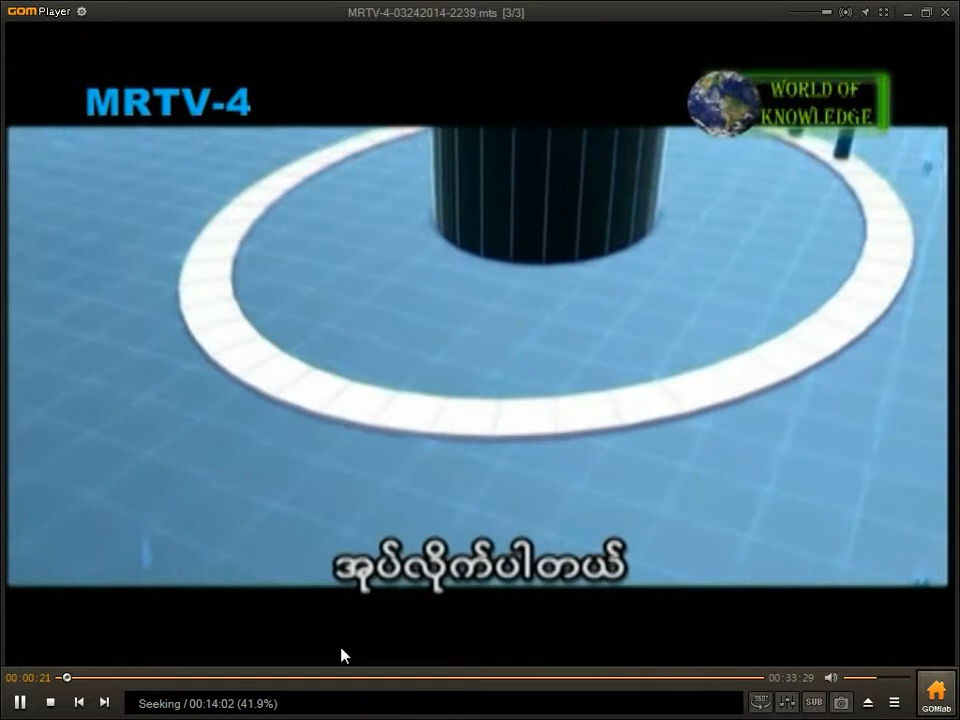 GOM Player
MRTV-4-03242014-2239.mts [3/3]
MRTV-4
WORLD OF
KNOWLEDGE
အုပ်လိုက်ပါတယ်
00:00:21
00:33:29
Seeking / 00:14:02 (41.9%)
360°
SUB
GOMlab